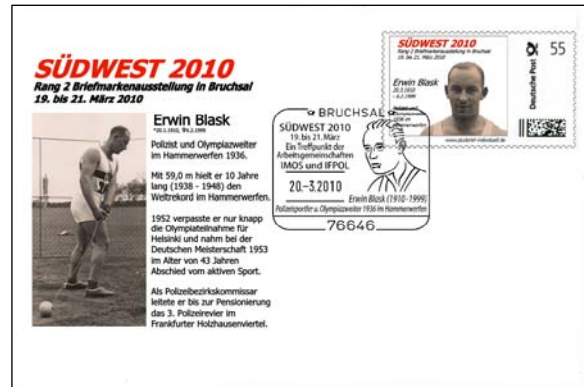 SÜDWEST 2010
Rang 2 Briefmarkenausstellung in Bruchsal
19. bis 21. März 2010
Erwin Blask
Polizist und Olympiazweiter
im Hammerwerfen 1936.
Mit 59,0 m hielt er 10 Jahre
lang (1938 - 1948) den
Weltrekord im Hammerwerfen.
1952 verpasste er nur knapp
die Olympiateilnahme für
Helsinki und nahm bei der
Deutschen Meisterschaft 1953
im Alter von 43 Jahren
Abschied vom aktiven Sport.
Als Polizeibezirkskommissar
leitete er bis zur Pensionierung
das 3. Polizeirevier im
Frankfurter Holzhausenviertel.
BRUCHSAL
SÜDWEST 2010
19. bis 21. März
Ein Treffpunkt der
Arbeitsgemeinschaften
IMOS und IFPOL
20.-3.2010
Erwin Blask (1910-1999)
Polizeisportler u. Olympiazweiter 1936 im Hammerwerfen
76646
SÜDWEST 2010
Rang 2 Briefmarkenausstellung in Bruchsal
19. bis 21. März 2010
Erwin Blask
Deutsche Post
55